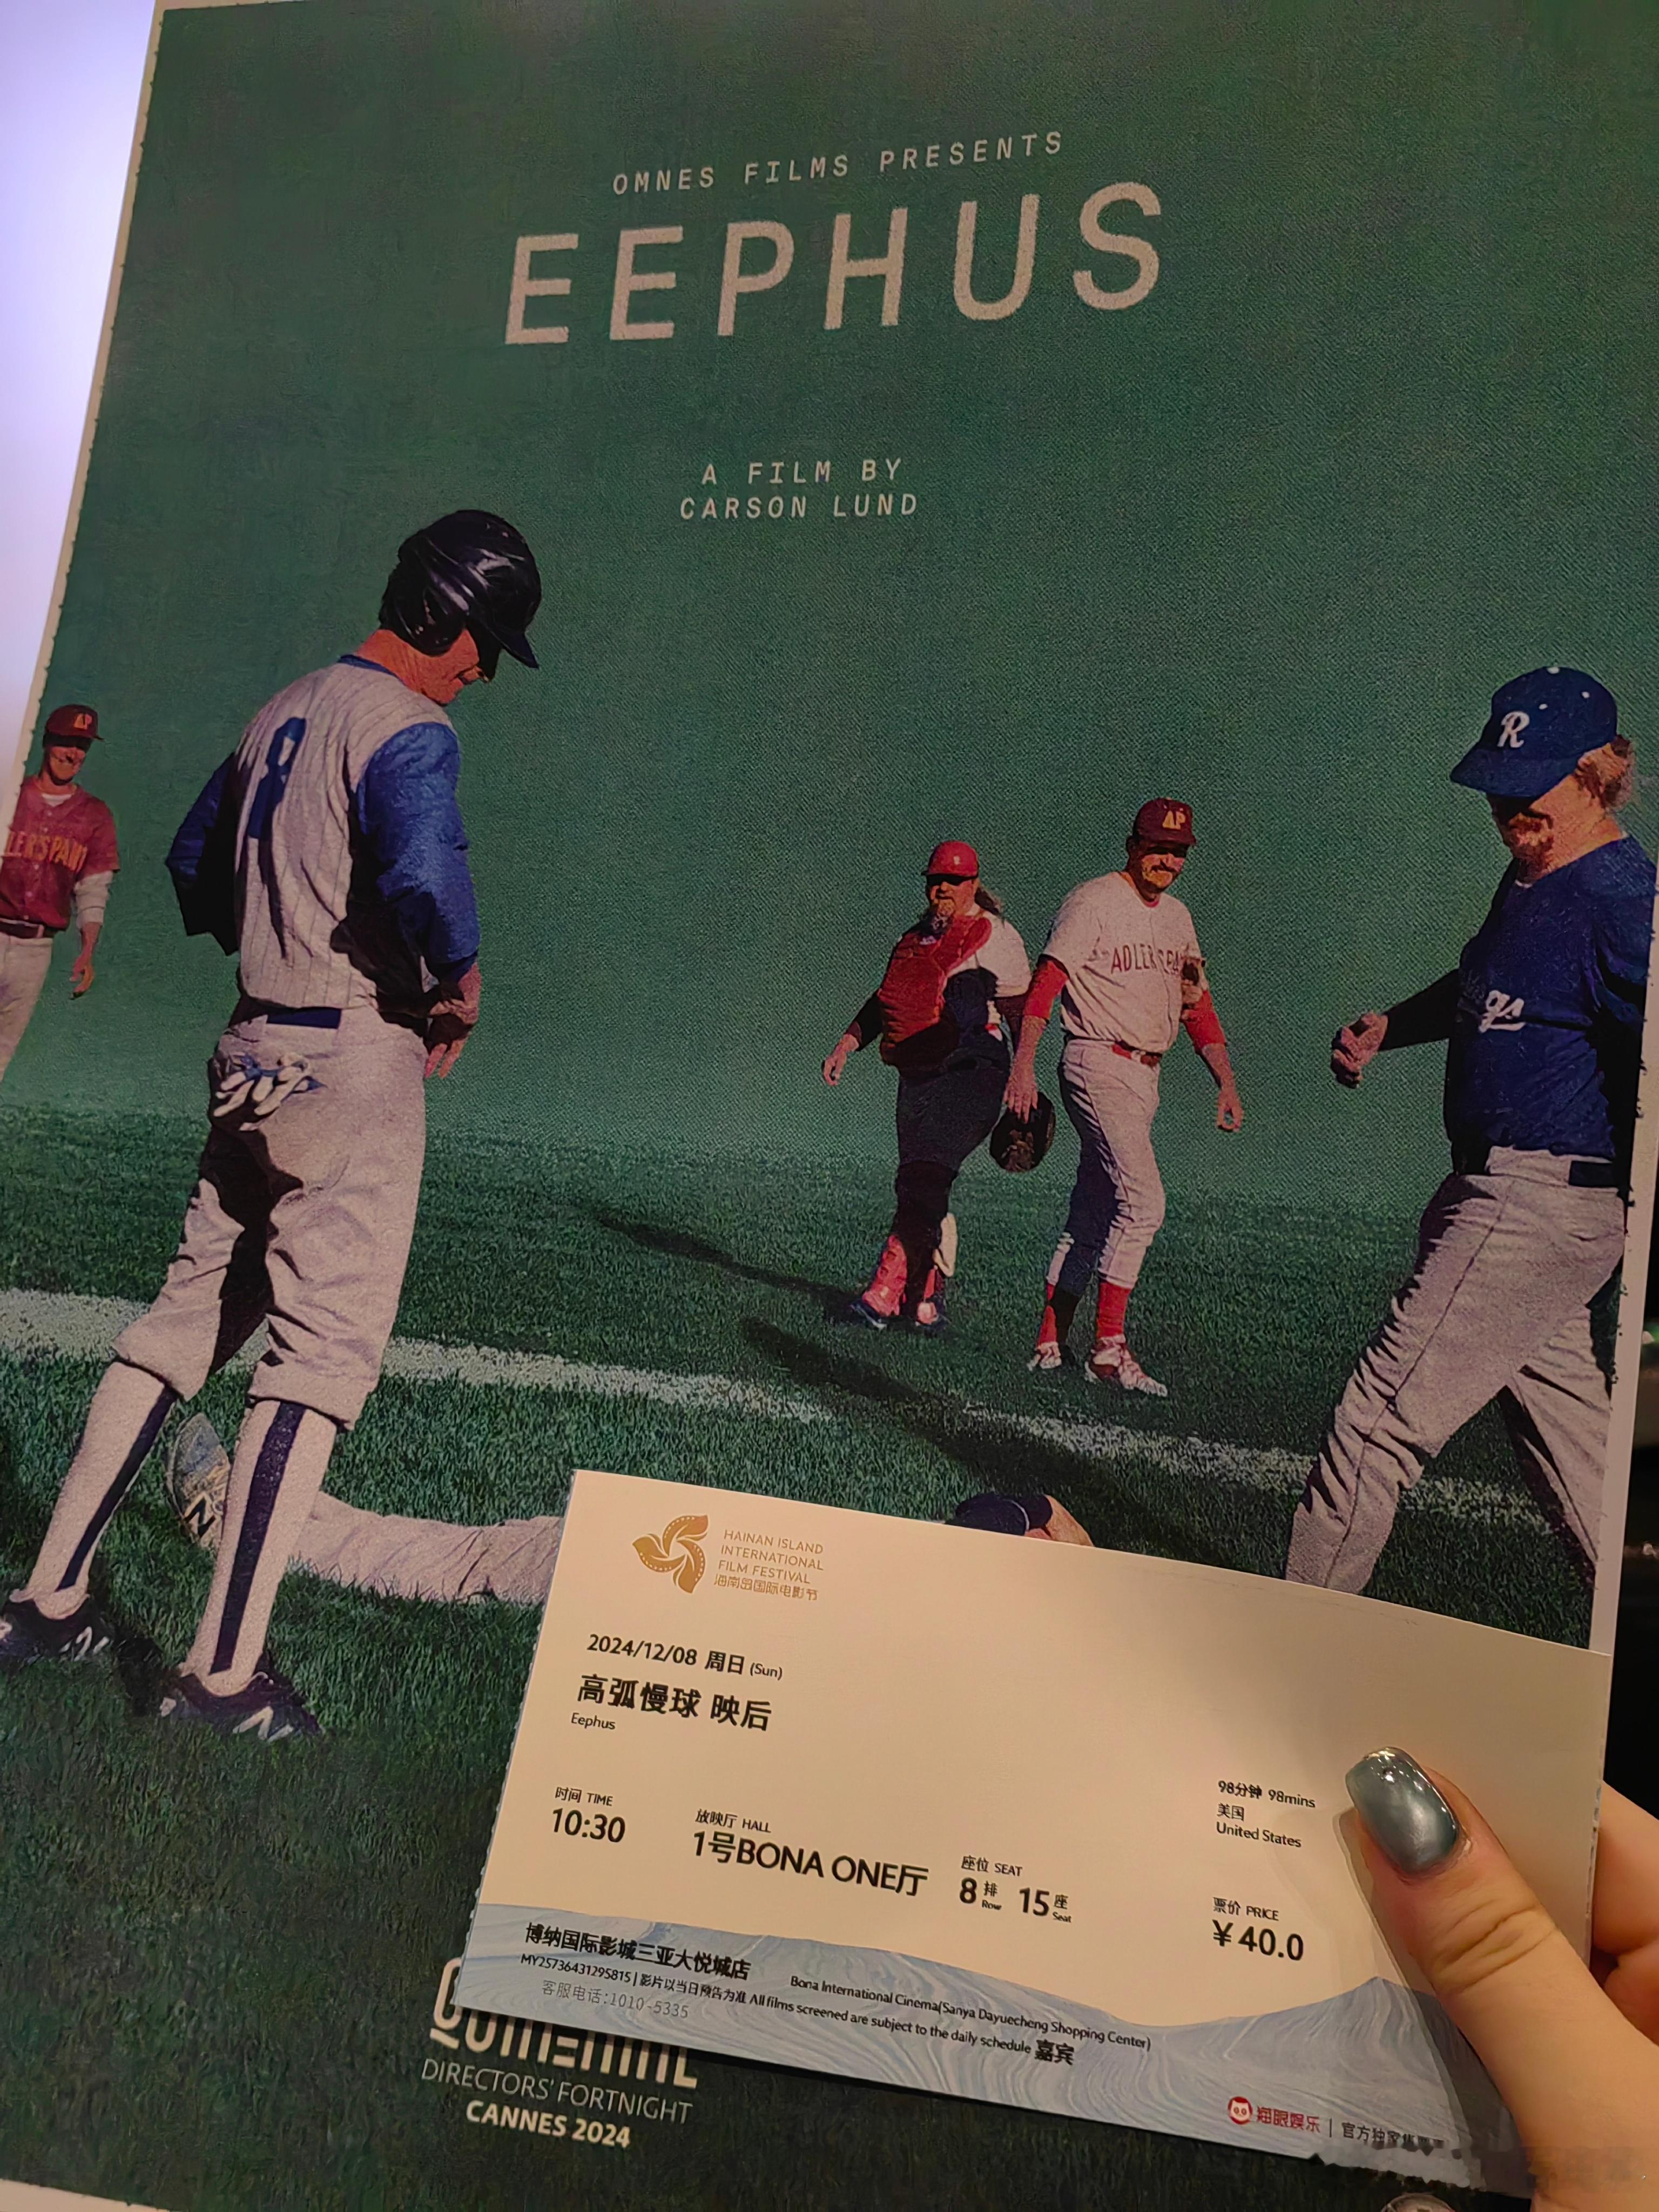 OMNES FILMS PRESENTS
EEPHUS
A FILM BY
CARSON LUND
8
AP
R
AP
ADLER'S PA
gs
HAINAN ISLAND
INTERNATIONAL
FILM FESTIVAL
海南岛国际电影节
2024/12/08 周日 (Sun)
高弧慢球 映后
Eephus
98分钟 98mins
美国
United States
时间 TIME
10:30
放映厅 HALL
1号BONA ONE厅
座位 SEAT
8 排 Row 15 座 Seat
票价 PRICE
¥40.0
博纳国际影城三亚大悦城店 Bona International Cinema(Sanya Dayuecheng Shopping Center)
MY25736431295815 | 影片以当日预告为准 All films screened are subject to the daily schedule 嘉宾
客服电话:1010-5335
猫眼娱乐 | 官方独家
DIRECTORS' FORTNIGHT
CANNES 2024